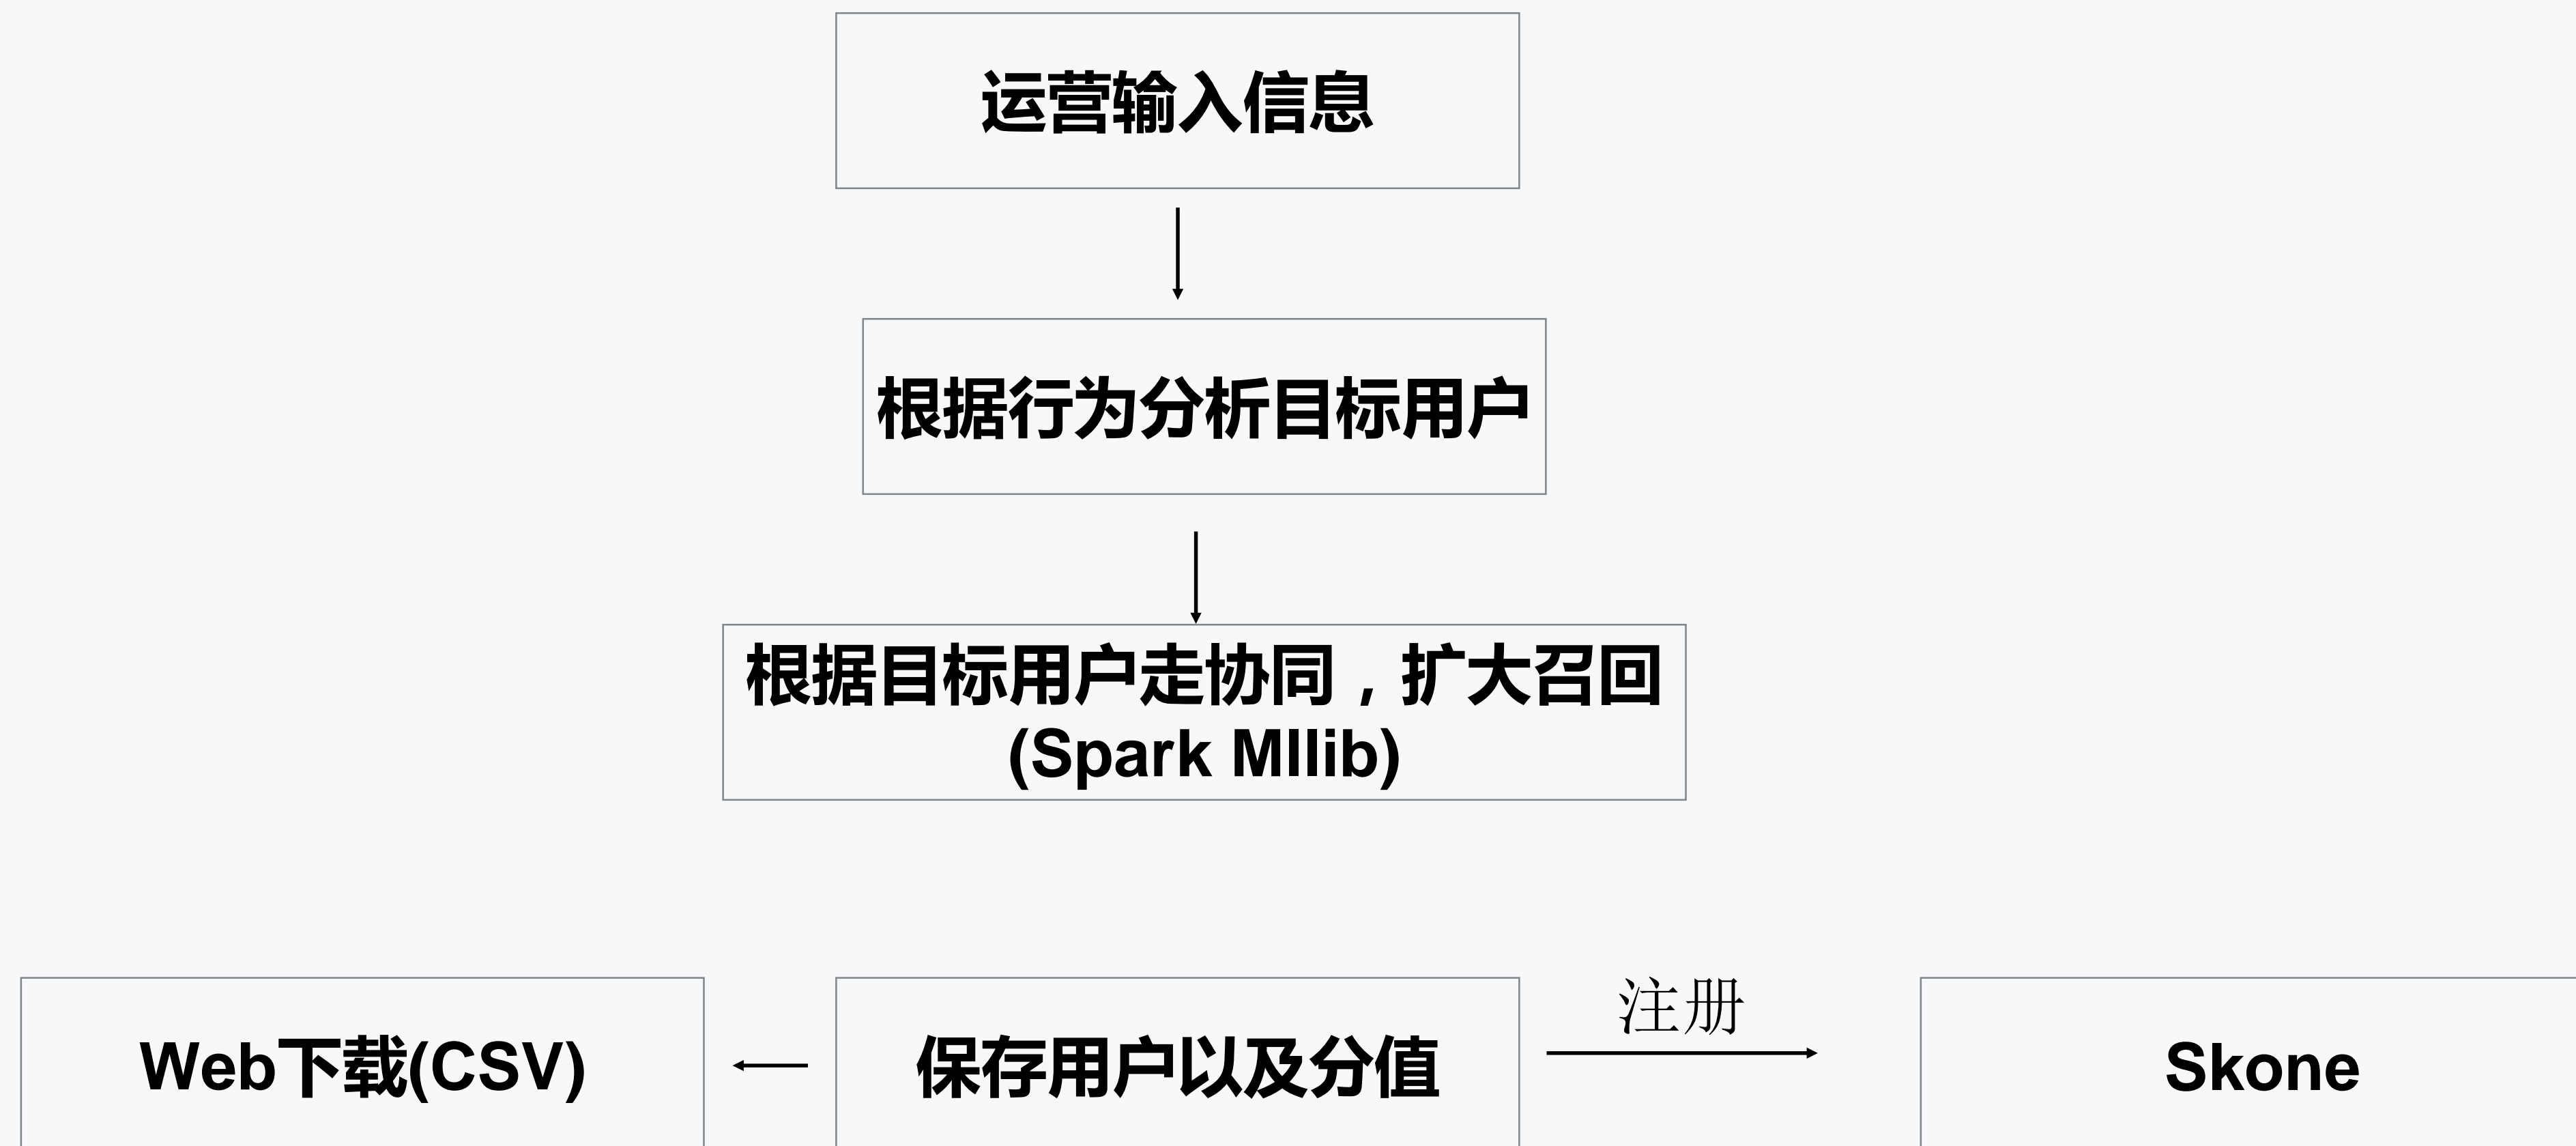 运营输入信息
根据行为分析目标用户
根据目标用户走协同，扩大召回
(Spark Mllib)
注册
Web下载(CSV)
保存用户以及分值
Skone